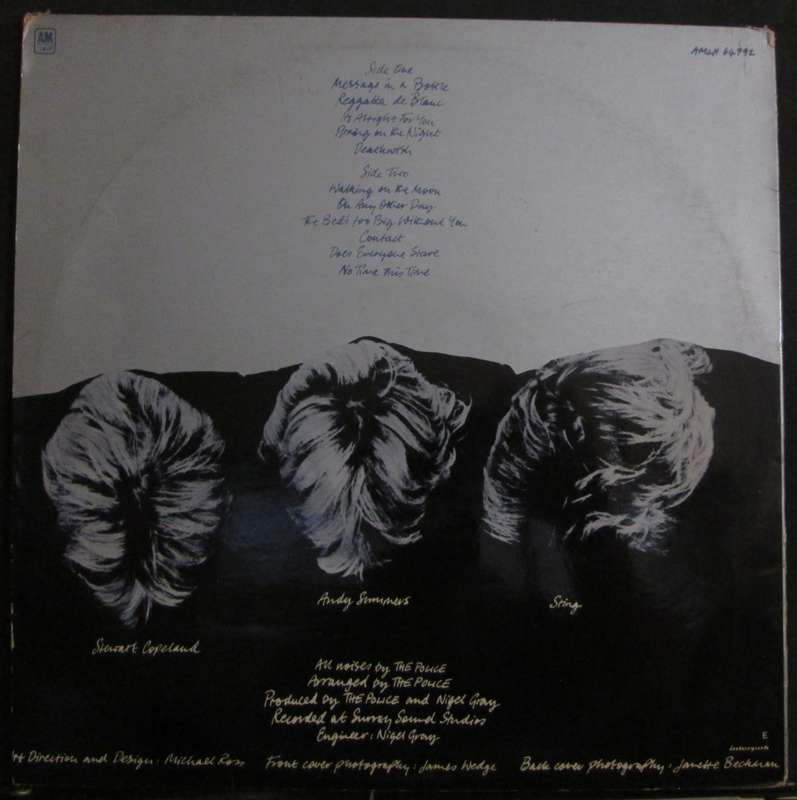 AM
AMLH 64792
Side One
Message in a Bottle
Reggatta de Blanc
Its Alright For You
Bring on the Night
Deathwish
Side Two
Walking on the Moon
On Any Other Day
The Bed's too Big Without You
Contact
Does Everyone Stare
No Time This Time
Andy Summers
Sting
Stewart Copeland
All noises by THE POLICE
Arranged by THE POLICE
Produced by THE POLICE and Nigel Gray
Recorded at Surrey Sound Studios
Engineer: Nigel Gray
E
Art Direction and Design: Michael Ross Front cover photography: James Wedge Back cover photography: Janette Beckman